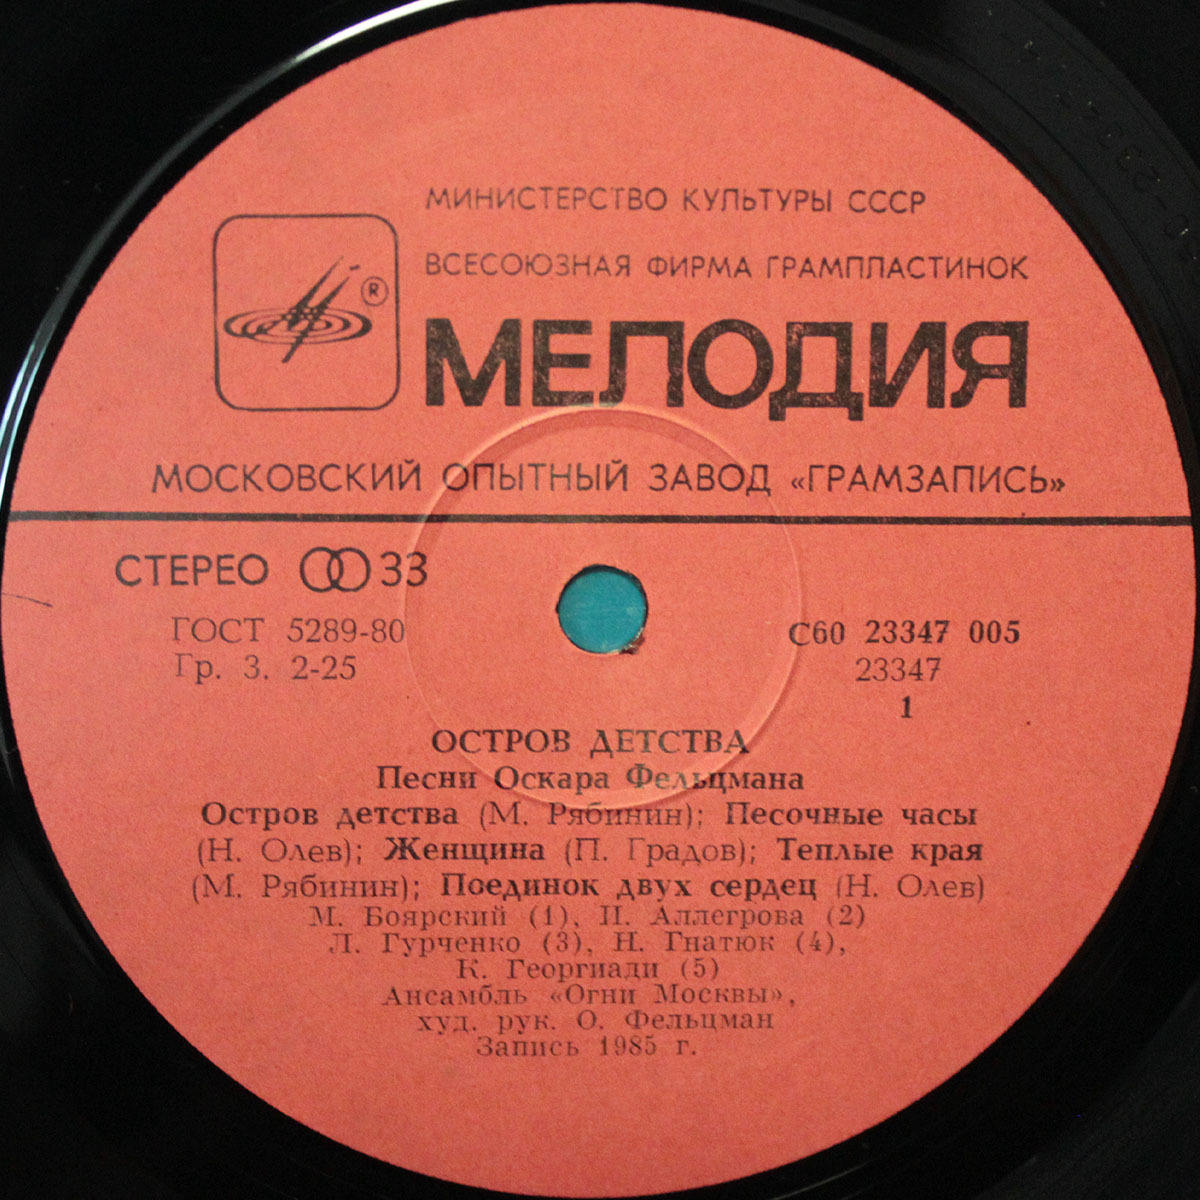 МИНИСТЕРСТВО КУЛЬТУРЫ СССР
ВСЕСОЮЗНАЯ ФИРМА ГРАМПЛАСТИНОК
®
МЕЛОДИЯ
МОСКОВСКИЙ ОПЫТНЫЙ ЗАВОД «ГРАМЗАПИСЬ»
СТЕРЕО 33
ГОСТ 5289-80
Гр. 3. 2-25
С60 23347 005
23347
1
ОСТРОВ ДЕТСТВА
Песни Оскара Фельцмана
Остров детства (М. Рябинин); Песочные часы
(Н. Олев); Женщина (П. Градов); Теплые края
(М. Рябинин); Поединок двух сердец (Н. Олев)
М. Боярский (1), И. Аллегрова (2)
Л. Гурченко (3), Н. Гнатюк (4),
К. Георгиади (5)
Ансамбль «Огни Москвы»,
худ. рук. О. Фельцман
Запись 1985 г.